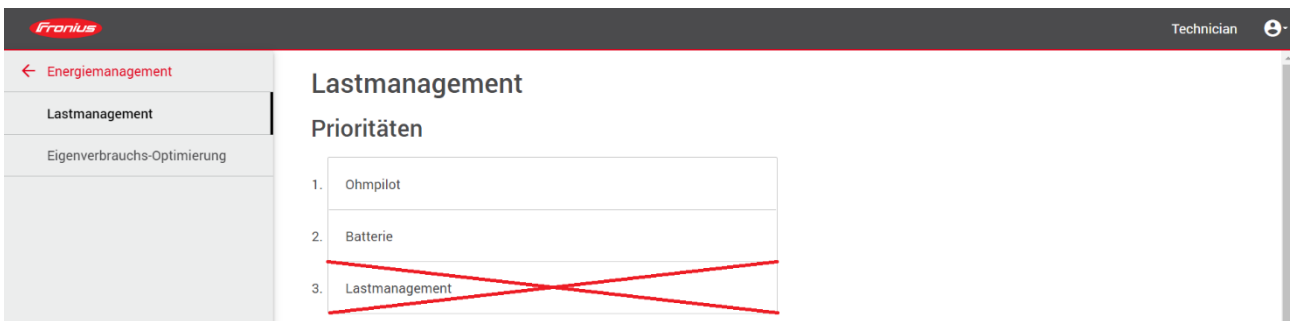 Fronius
Technician
Energiemanagement
Lastmanagement
Eigenverbrauchs-Optimierung
Lastmanagement
Prioritäten
1. Ohmpilot
2. Batterie
3. Lastmanagement